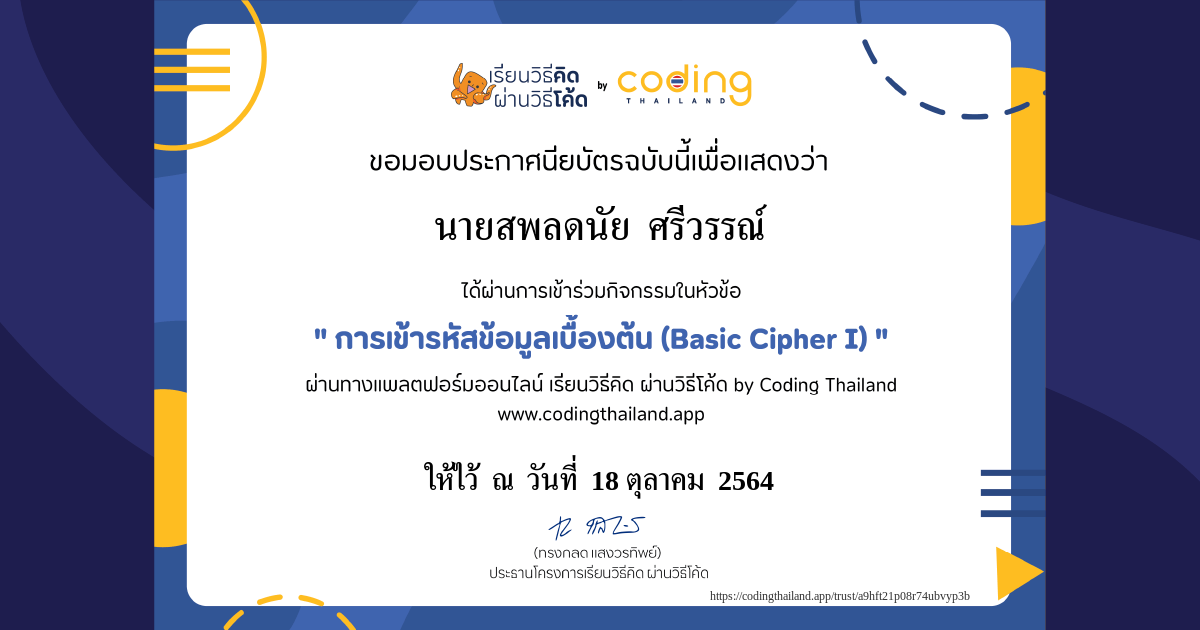 เรียนวิธีคิด
ผ่านวิธีโค้ด
by coding
THAILAND
ขอมอบประกาศนียบัตรฉบับนี้เพื่อแสดงว่า
นายสพลดนัย ศรีวรรณ์
ได้ผ่านการเข้าร่วมกิจกรรมในหัวข้อ
" การเข้ารหัสข้อมูลเบื้องต้น (Basic Cipher I) "
ผ่านทางแพลตฟอร์มออนไลน์ เรียนวิธีคิด ผ่านวิธีโค้ด by Coding Thailand
www.codingthailand.app
ให้ไว้ ณ วันที่ 18 ตุลาคม 2564
(ทรงกลด แสงวรทิพย์)
ประธานโครงการเรียนวิธีคิด ผ่านวิธีโค้ด
https://codingthailand.app/trust/a9hft21p08r74ubvyp3b